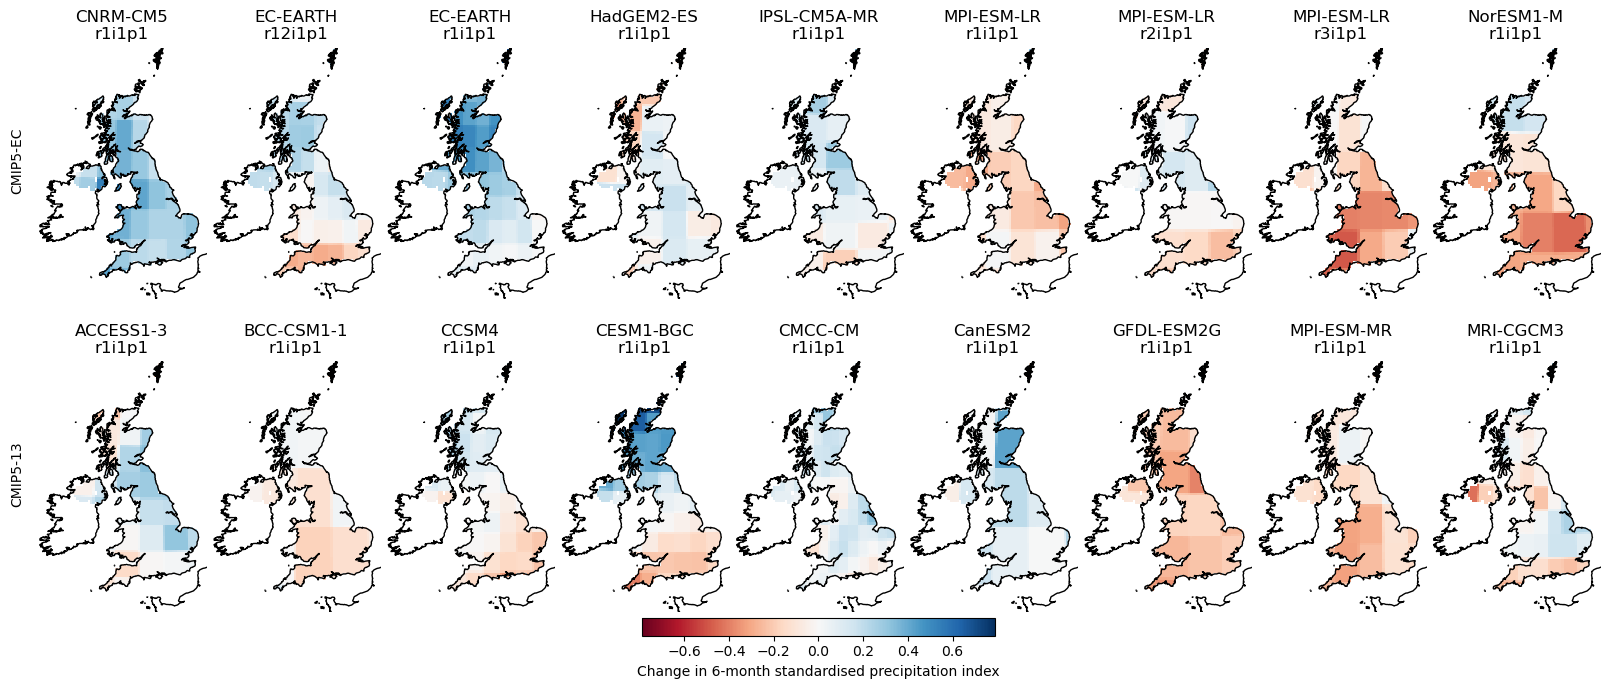 CNRM-CM5
r1i1p1
EC-EARTH
r12i1p1
EC-EARTH
r1i1p1
HadGEM2-ES
r1i1p1
IPSL-CM5A-MR
r1i1p1
MPI-ESM-LR
r1i1p1
MPI-ESM-LR
r2i1p1
MPI-ESM-LR
r3i1p1
NorESM1-M
r1i1p1
CMIP5-EC
ACCESS1-3
r1i1p1
BCC-CSM1-1
r1i1p1
CCSM4
r1i1p1
CESM1-BGC
r1i1p1
CMCC-CM
r1i1p1
CanESM2
r1i1p1
GFDL-ESM2G
r1i1p1
MPI-ESM-MR
r1i1p1
MRI-CGCM3
r1i1p1
CMIP5-13
−0.6 −0.4 −0.2 0.0 0.2 0.4 0.6
Change in 6-month standardised precipitation index